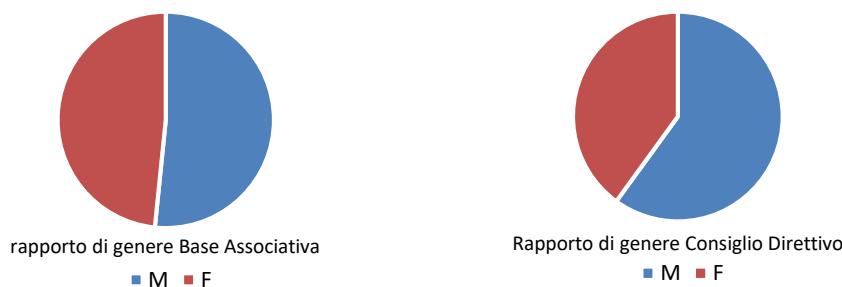 rapporto di genere Base Associativa
M F
Rapporto di genere Consiglio Direttivo
M F